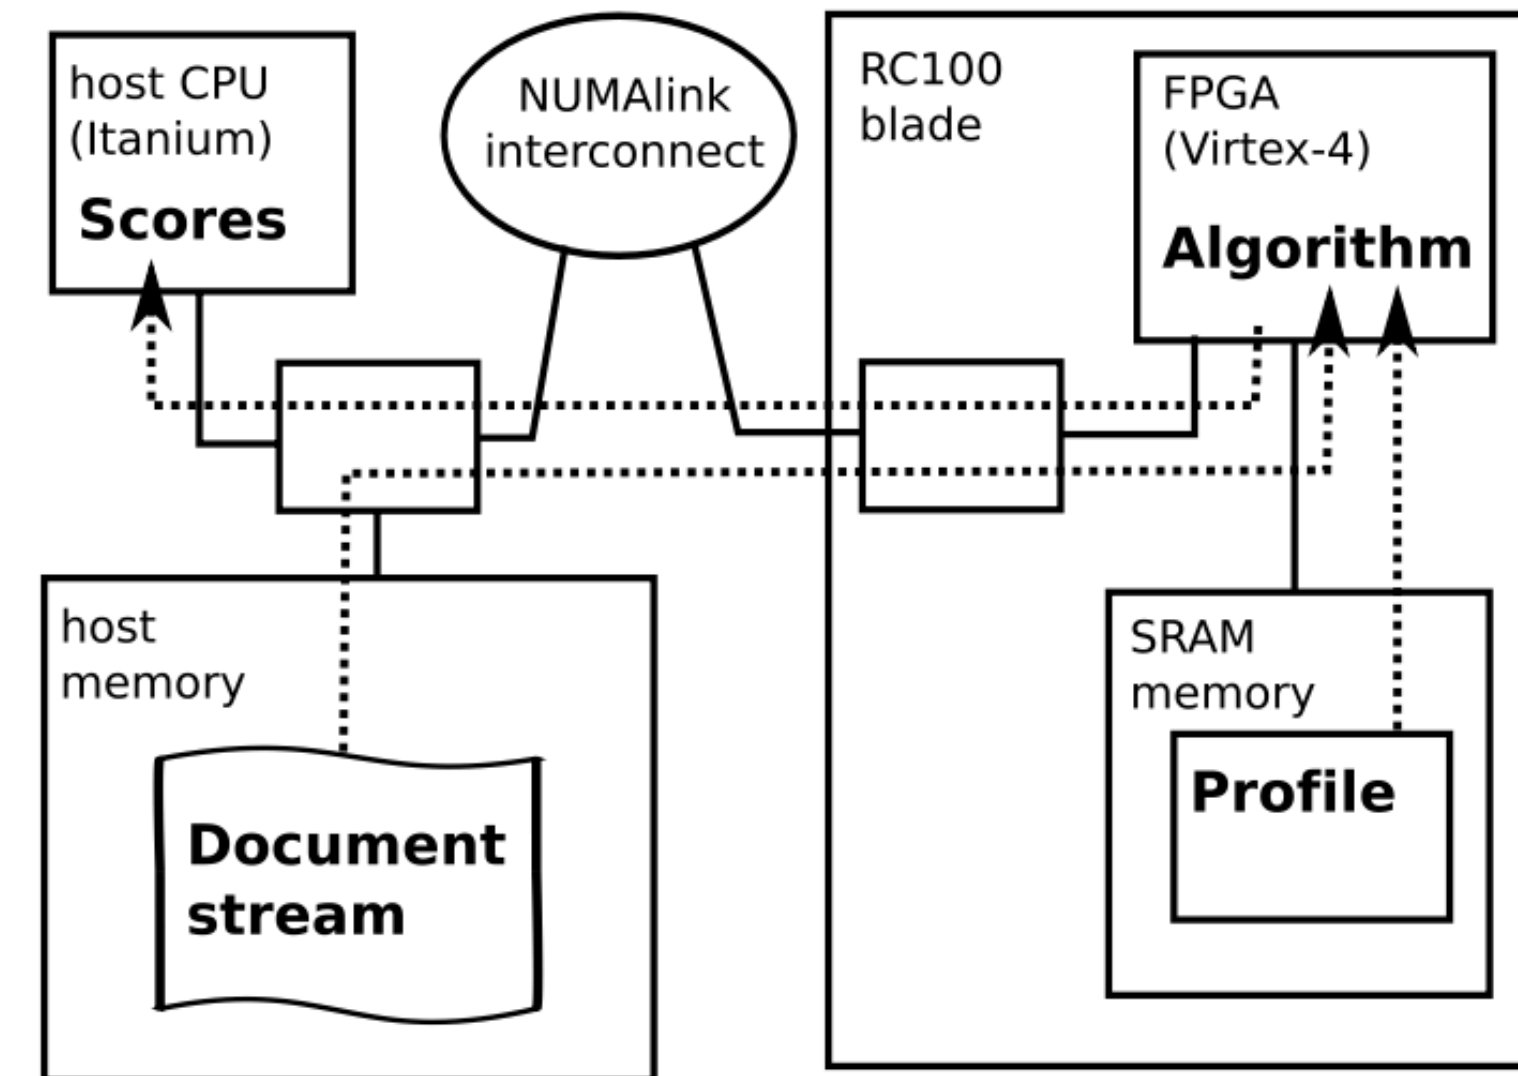 host CPU
(Itanium)
Scores
NUMAlink
interconnect
RC100
blade
FPGA
(Virtex-4)
Algorithm
host
memory
Document
stream
SRAM
memory
Profile